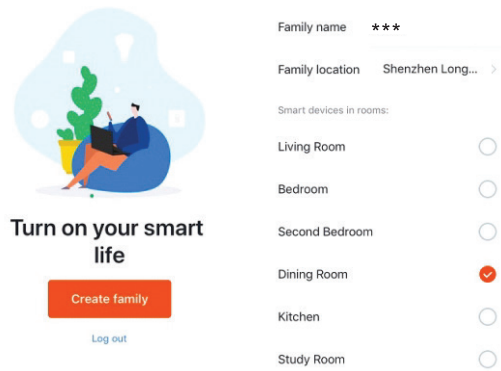 Turn on your smart
life
Create family
Log out
Family name ***
Family location Shenzhen Long...
Smart devices in rooms:
Living Room
Bedroom
Second Bedroom
Dining Room
Kitchen
Study Room